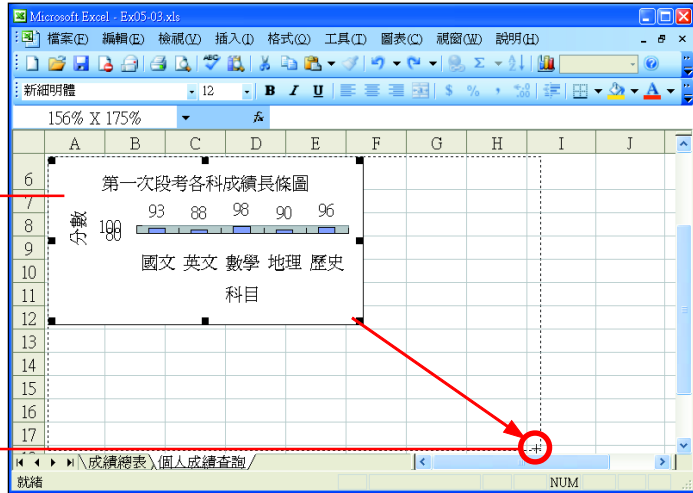 Microsoft Excel - Ex05-03.xls
檔案(F) 編輯(E) 檢視(V) 插入(I) 格式(O) 工具(T) 圖表(C) 視窗(W) 說明(H)
新細明體 12 B I U $ % , A
156% X 175% fx
A B C D E F G H I J
6
7
8
9
10
11
12
13
14
15
16
17
第一次段考各科成績長條圖
93 88 98 90 96
分數
100
80
國文 英文 數學 地理 歷史
科目
成績總表 個人成績查詢
就緒 NUM